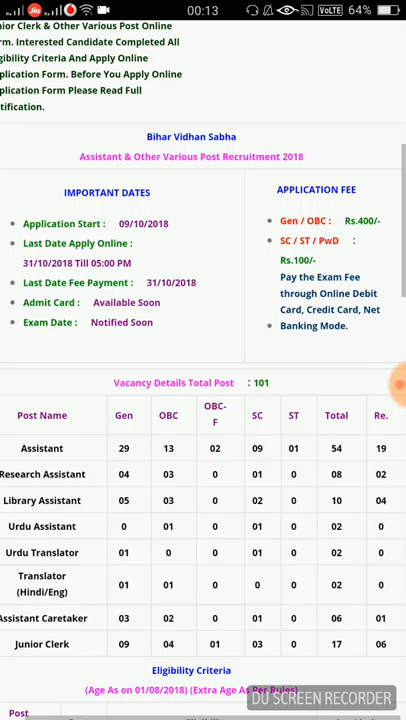 00:13
VoLTE
64%
nior Clerk & Other Various Post Online
rm. Interested Candidate Completed All
gibility Criteria And Apply Online
plication Form. Before You Apply Online
plication Form Please Read Full
tification.
Bihar Vidhan Sabha
Assistant & Other Various Post Recruitment 2018
IMPORTANT DATES
Application Start : 09/10/2018
Last Date Apply Online :
31/10/2018 Till 05:00 PM
Last Date Fee Payment : 31/10/2018
Admit Card : Available Soon
Exam Date : Notified Soon
APPLICATION FEE
Gen / OBC : Rs.400/-
SC / ST / PwD :
Rs.100/-
Pay the Exam Fee
through Online Debit
Card, Credit Card, Net
Banking Mode.
Vacancy Details Total Post : 101
Post Name Gen OBC OBC-F SC ST Total Re.
Assistant 29 13 02 09 01 54 19
Research Assistant 04 03 0 01 0 08 02
Library Assistant 05 03 0 02 0 10 04
Urdu Assistant 0 01 0 01 0 02 0
Urdu Translator 01 0 0 01 0 02 0
Translator (Hindi/Eng) 01 01 0 0 0 02 0
Assistant Caretaker 03 02 0 01 0 06 01
Junior Clerk 09 04 01 03 0 17 06
Eligibility Criteria
(Age As on 01/08/2018) (Extra Age As Per Rules)
DU SCREEN RECORDER
Post